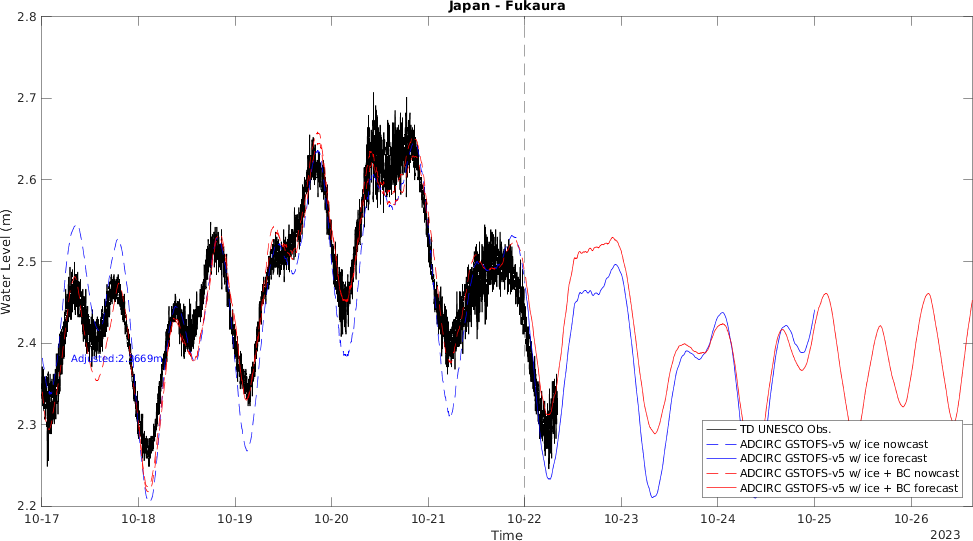 Japan - Fukaura
2.8
2.7
2.6
2.5
2.4
2.3
2.2
Water Level (m)
TD UNESCO Obs.
ADCIRC GSTOFS-v5 w/ ice nowcast
ADCIRC GSTOFS-v5 w/ ice forecast
ADCIRC GSTOFS-v5 w/ ice + BC nowcast
ADCIRC GSTOFS-v5 w/ ice + BC forecast
10-17 10-18 10-19 10-20 10-21 10-22 10-23 10-24 10-25 10-26
Time
2023